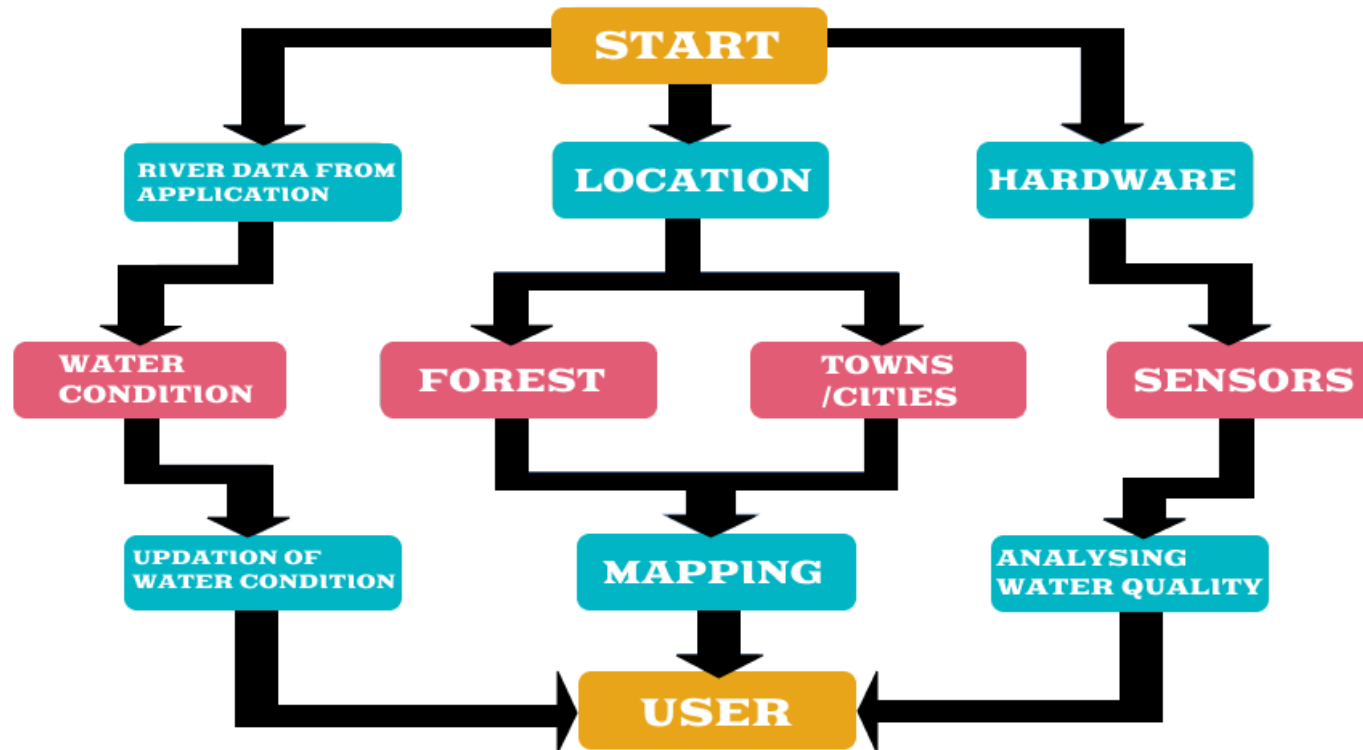 START
RIVER DATA FROM
APPLICATION
LOCATION
HARDWARE
WATER
CONDITION
FOREST
TOWNS
/CITIES
SENSORS
UPDATION OF
WATER CONDITION
MAPPING
ANALYSING
WATER QUALITY
USER